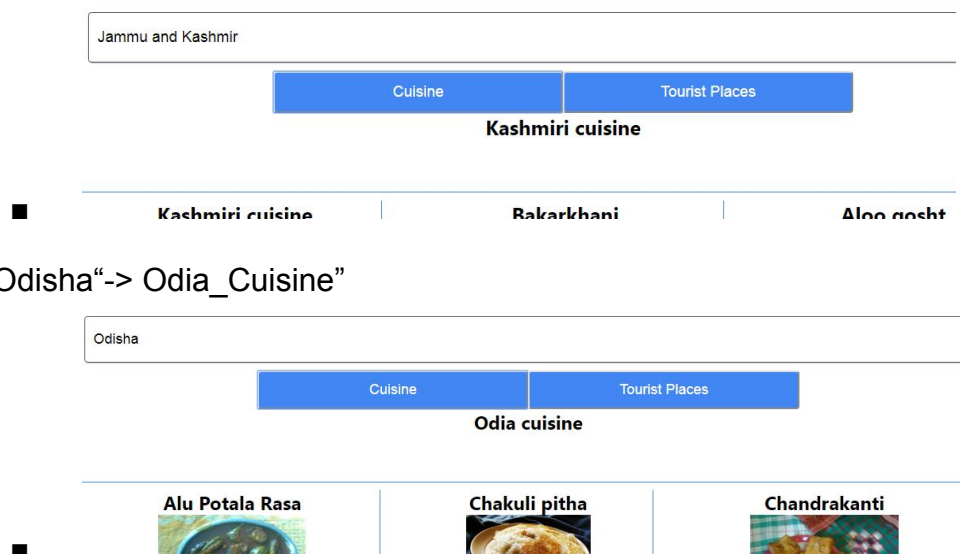 Jammu and Kashmir
Cuisine Tourist Places
Kashmiri cuisine
Kashmiri cuisine Bakarkhani Aloo gosht
Odisha“-> Odia_Cuisine”
Odisha
Cuisine Tourist Places
Odia cuisine
Alu Potala Rasa Chakuli pitha Chandrakanti